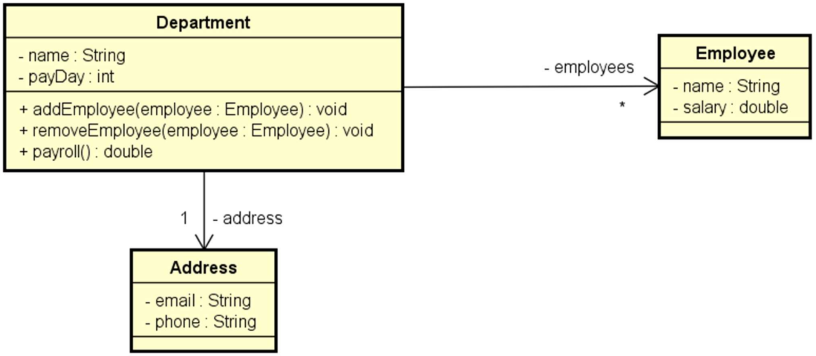 Department
- name : String
- payDay : int
+ addEmployee(employee : Employee) : void
+ removeEmployee(employee : Employee) : void
+ payroll() : double
- employees
*
Employee
- name : String
- salary : double
1 - address
Address
- email : String
- phone : String